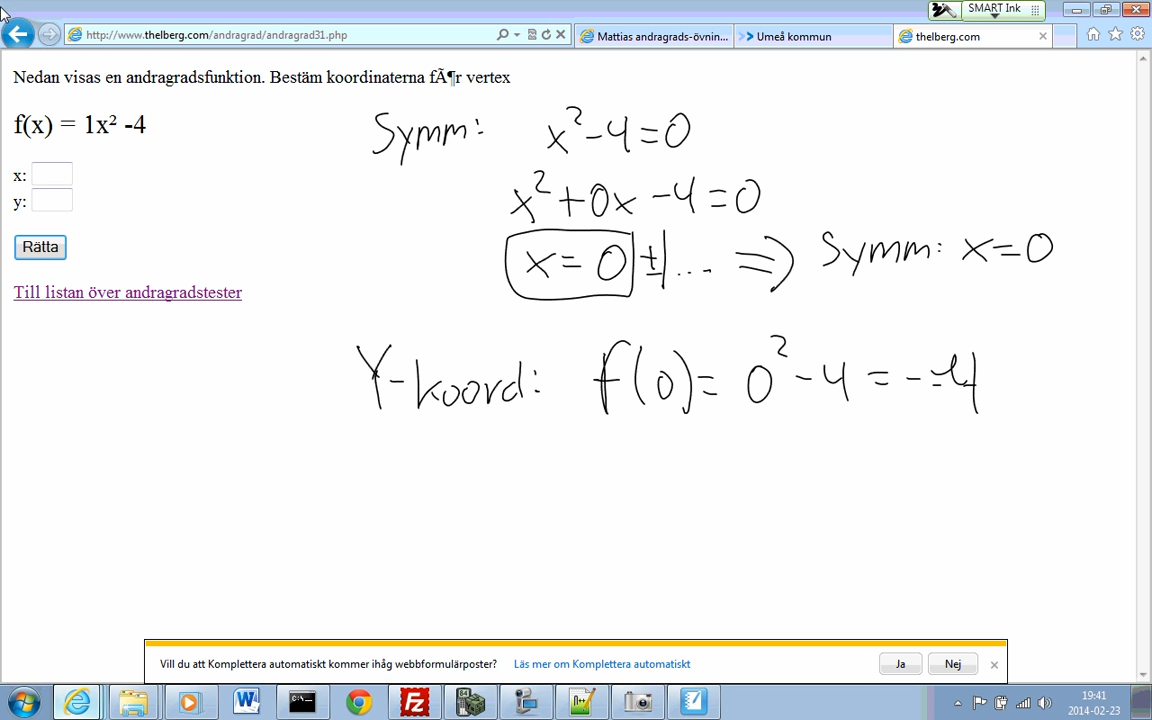 SMART Ink
http://www.thelberg.com/andragrad/andragrad31.php
Mattias andragrads-övnin...
Umeå kommun
thelberg.com
Nedan visas en andragradsfunktion. Bestäm koordinaterna fÃ¶r vertex
f(x) = 1x² -4
x:
y:
Rätta
Till listan över andragradstester
Symm: x²-4=0
x²+0x-4=0
x=0 ± ... => Symm: x=0
Y-koord: f(0)= 0²-4 = -4
Vill du att Komplettera automatiskt kommer ihåg webbformulärposter? Läs mer om Komplettera automatiskt Ja Nej
19:41
2014-02-23